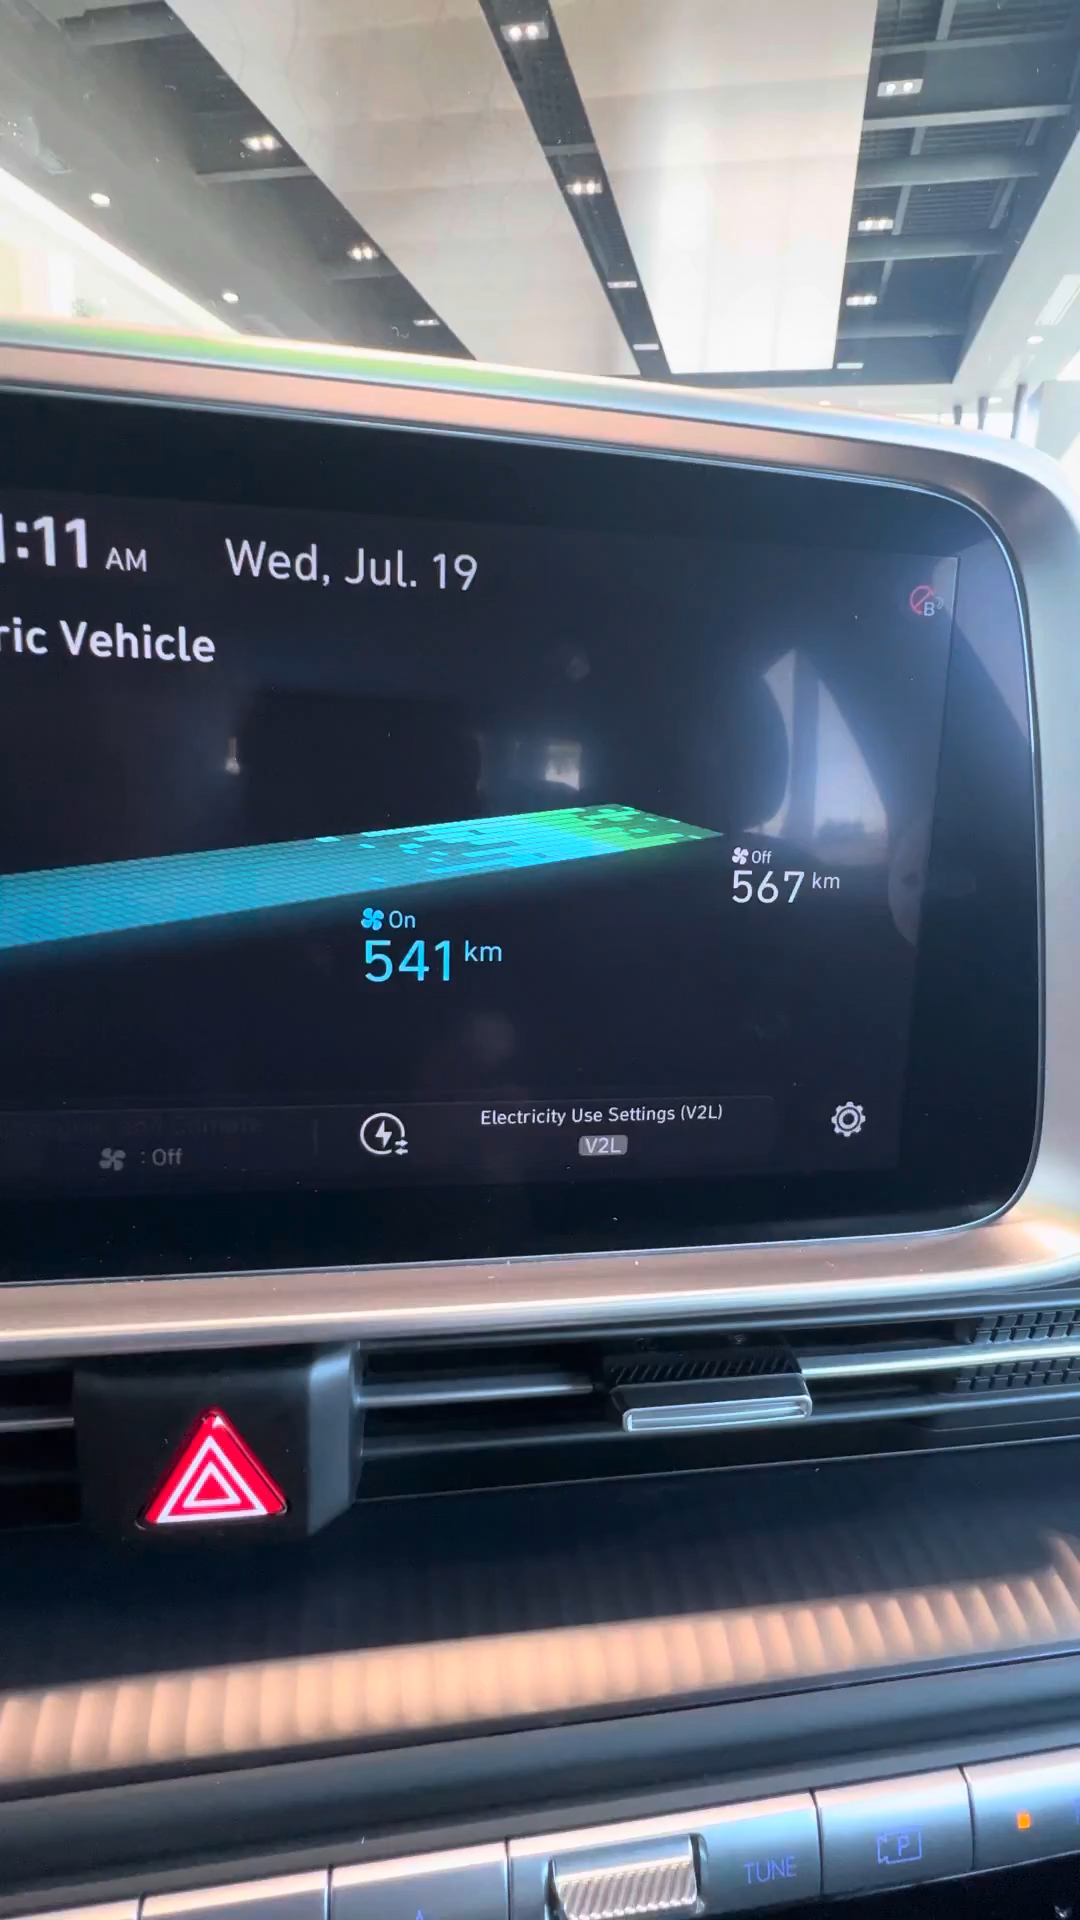 :11 AM
Wed, Jul. 19
ric Vehicle
Off
567 km
On
541 km
Electricity Use Settings (V2L)
V2L
: Off
TUNE
P